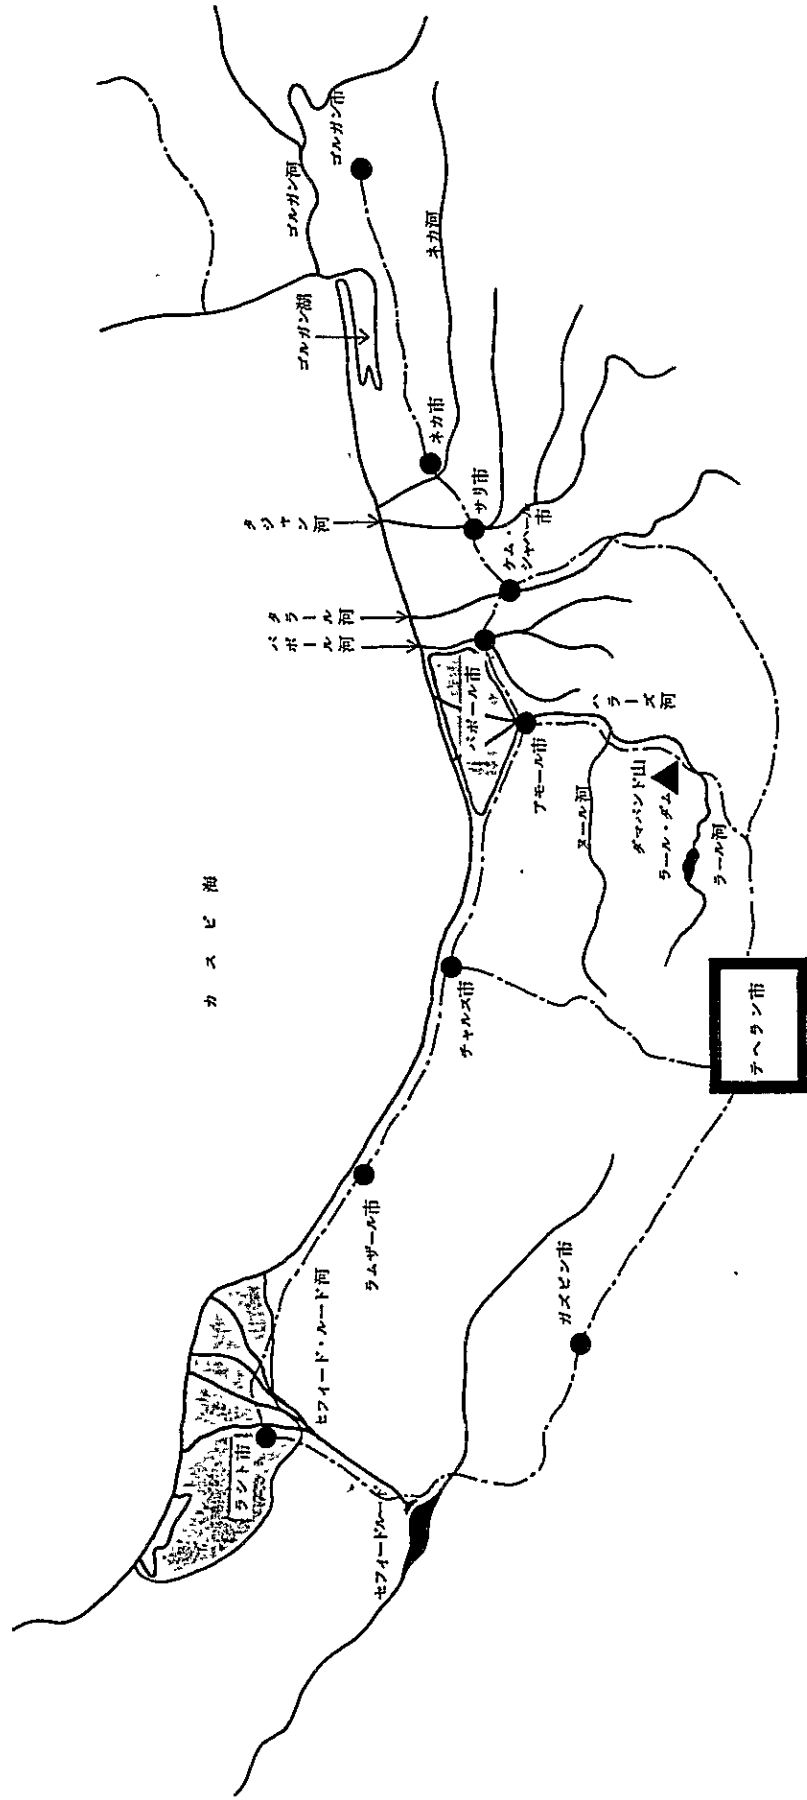 カスピ海
ゴルガン河
ゴルガン市
ゴルガン湖
ネカ河
ネカ市
タジャン河
サリ市
ケム・
シャハール
市
タラール河
バボール河
バボール市
ハラーズ河
アモール市
ヌール河
ダマバンド山
ラール・ダム
ラール河
チャルス市
テヘラン市
ラムザール市
ガズビン市
セフィード・ルード河
ラシト市
セフィードルード